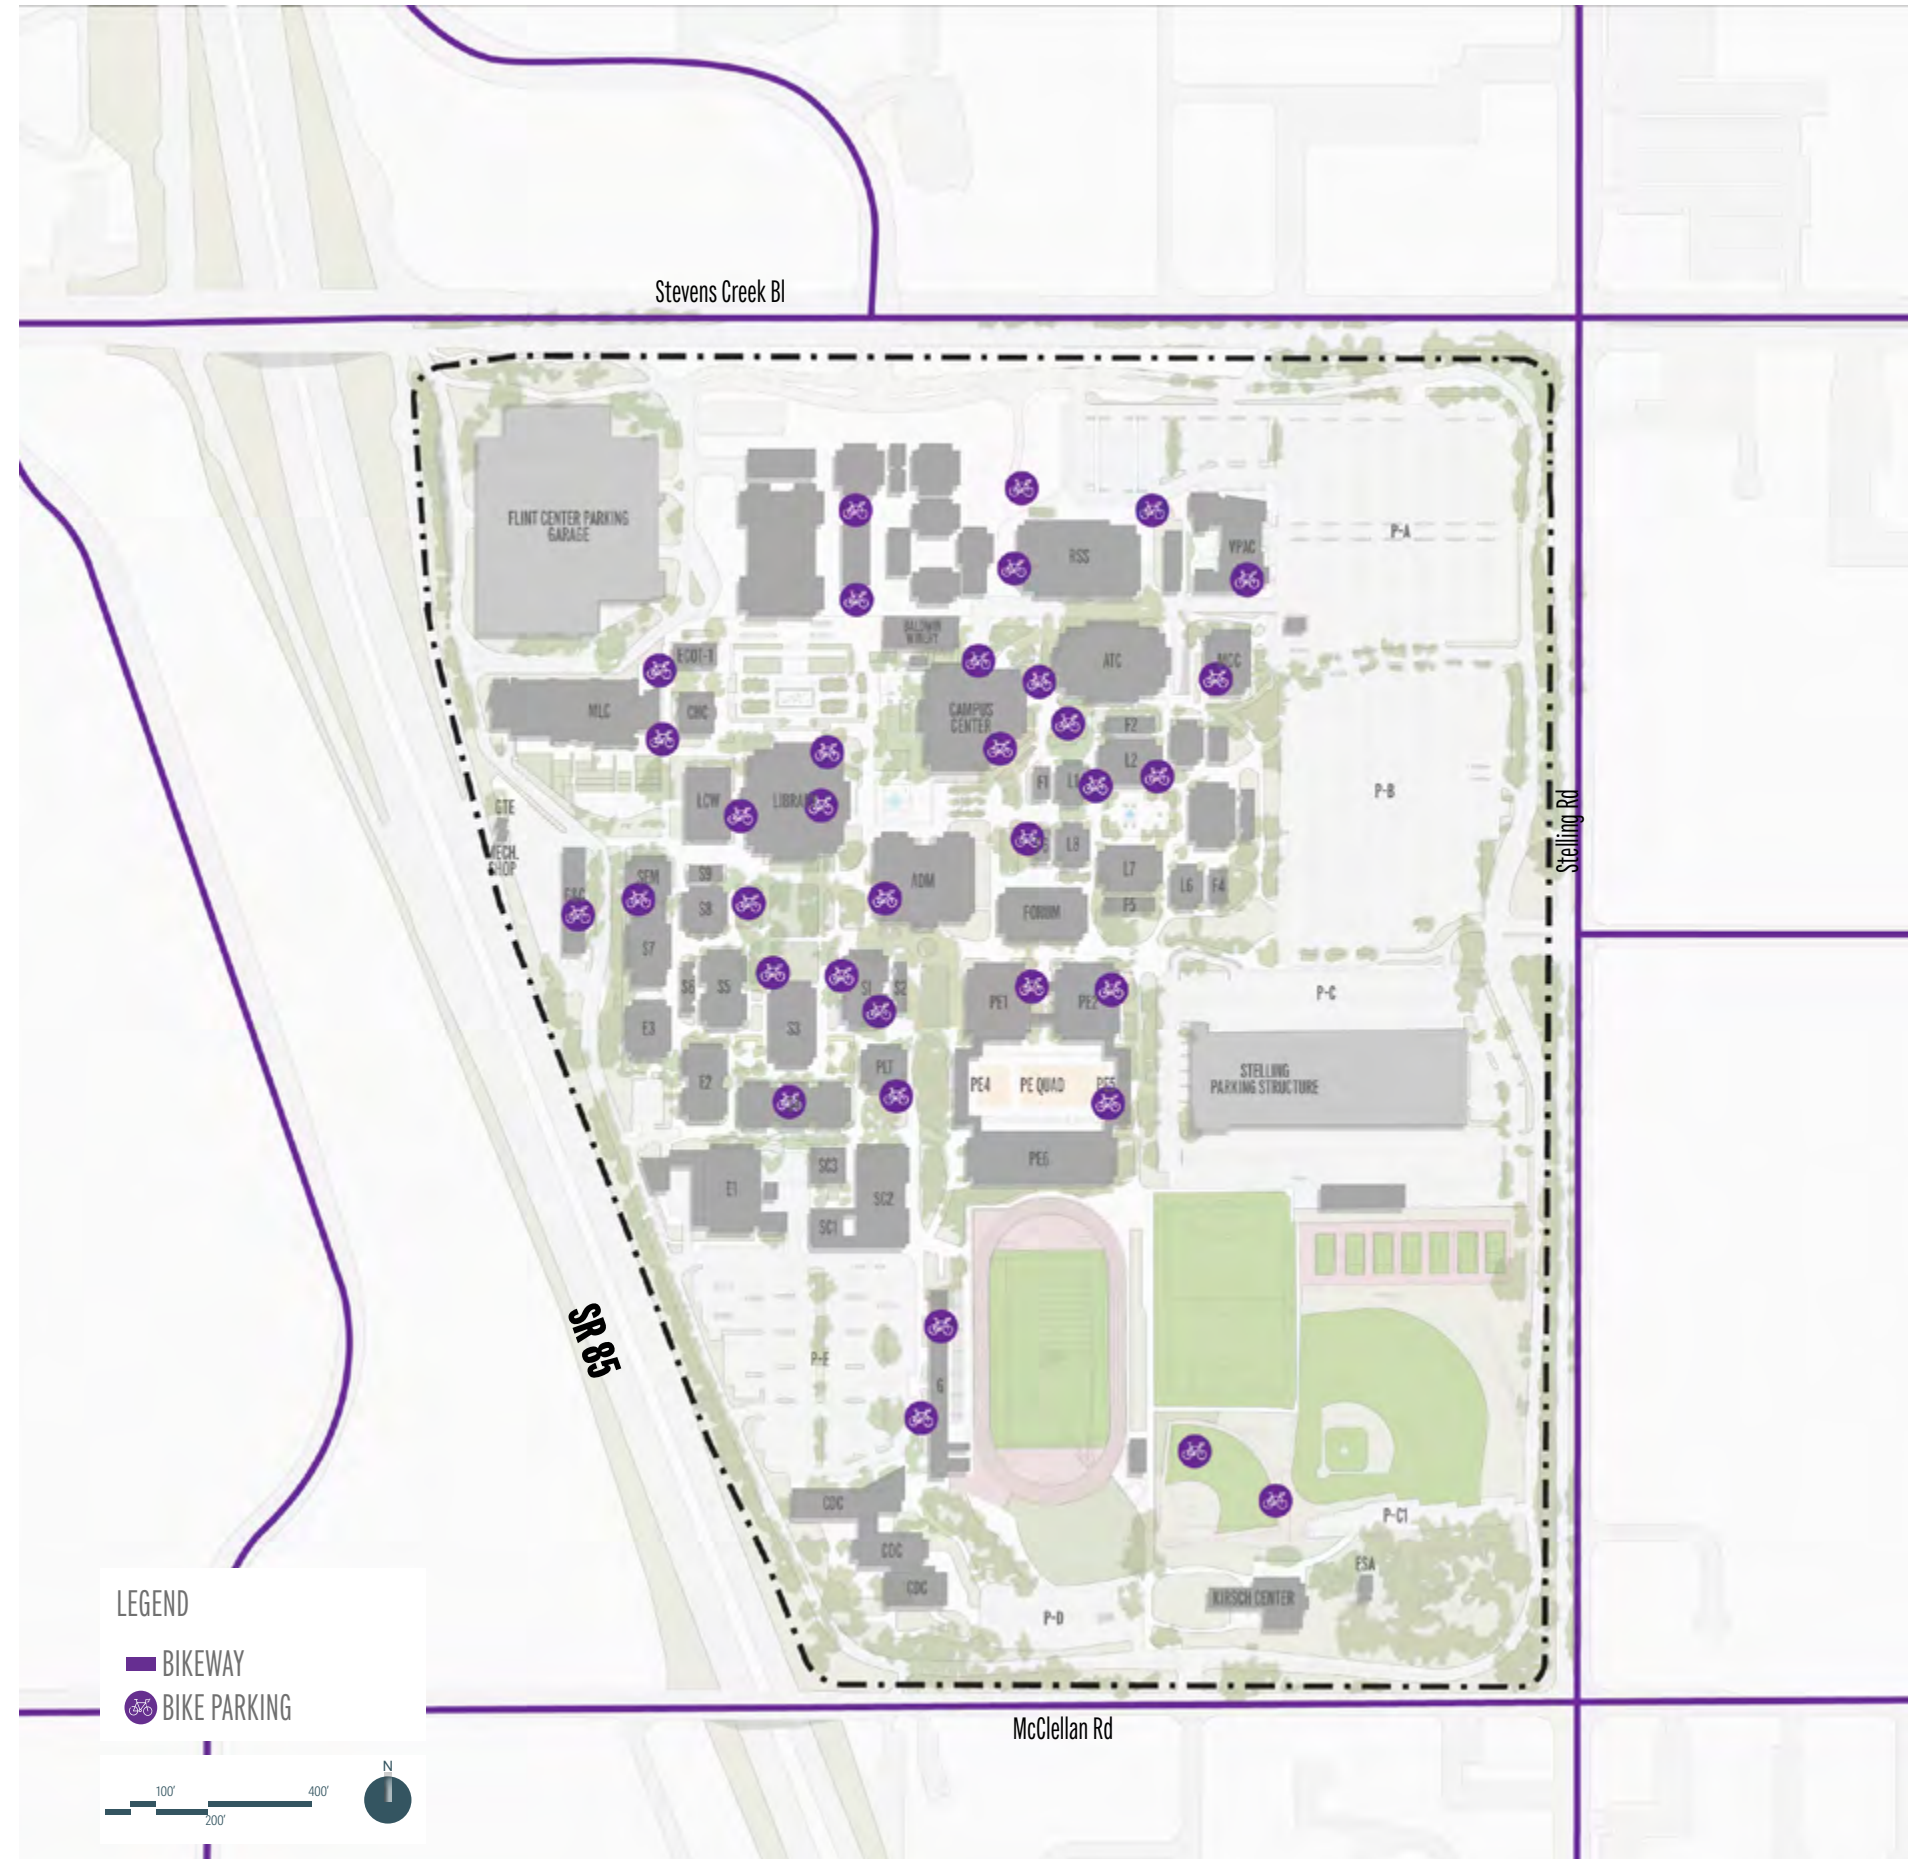 Stevens Creek Bl
FLINT CENTER PARKING
GARAGE
RSS
VPAC
P-A
BALDWIN
WINERY
ECOT-1
ATC
MCC
MLC
CHC
CAMPUS
CENTER
F2
L2
F1
L1
LCW
P-B
Stelling Rd
GTE
MECH.
SHOP
L8
L7
L6
F4
F5
SEM
S9
S8
ADM
FORUM
S7
S6
S5
S1
S2
S3
E3
PE1
PE2
P-C
E2
PLT
PE4
PE QUAD
PE5
STELLING
PARKING STRUCTURE
PE6
SC3
E1
SC2
SC1
SR 85
P-E
G
CDC
CDC
CDC
P-C1
ESA
KIRSCH CENTER
P-D
McClellan Rd
LEGEND
BIKEWAY
BIKE PARKING
N
100'
400'
200'